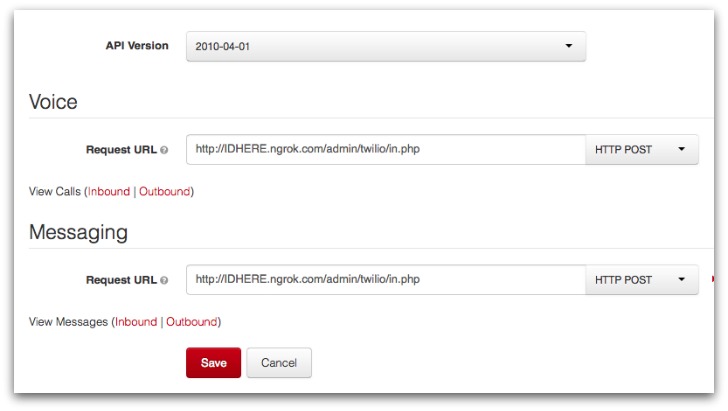 API Version 2010-04-01
Voice
Request URL ? http://IDHERE.ngrok.com/admin/twilio/in.php HTTP POST
View Calls (Inbound | Outbound)
Messaging
Request URL ? http://IDHERE.ngrok.com/admin/twilio/in.php HTTP POST
View Messages (Inbound | Outbound)
Save Cancel